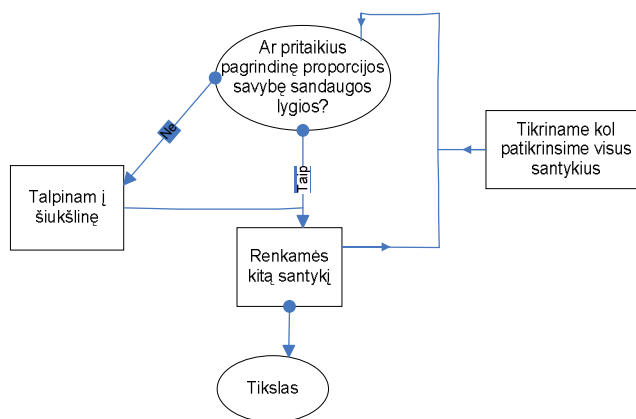 Ar pritaikius
pagrindinę proporcijos
savybę sandaugos
lygios?
Ne
Taip
Tikriname kol
patikrinsime visus
santykius
Talpinam į
šiukšlinę
Renkamės
kitą santykį
Tikslas